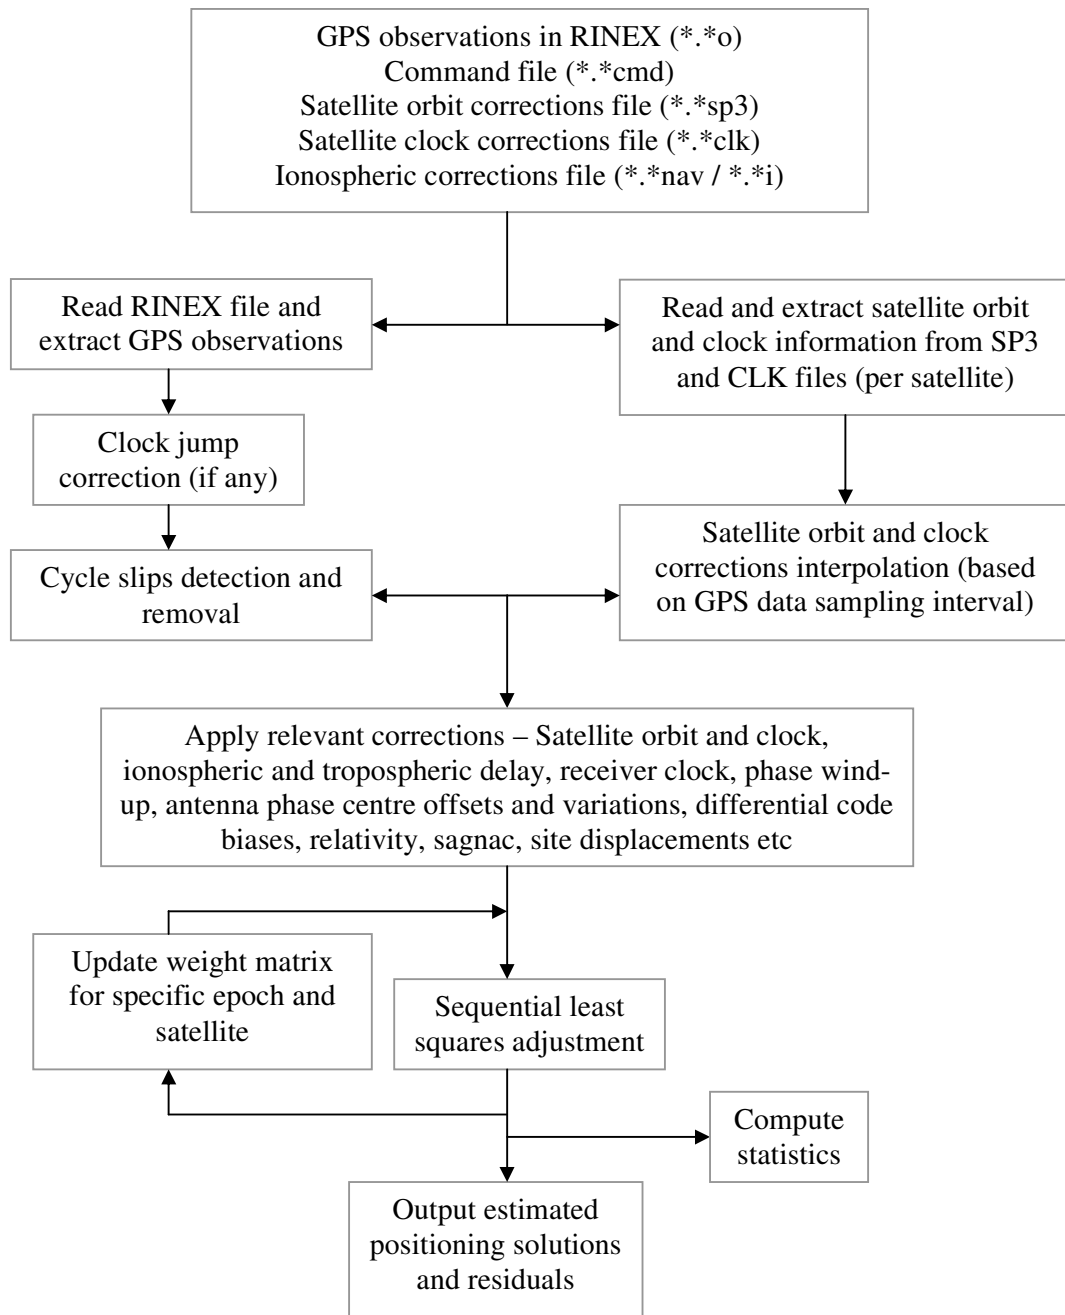 GPS observations in RINEX (*.*o)
Command file (*.*cmd)
Satellite orbit corrections file (*.*sp3)
Satellite clock corrections file (*.*clk)
Ionospheric corrections file (*.*nav / *.*i)
Read RINEX file and
extract GPS observations
Read and extract satellite orbit
and clock information from SP3
and CLK files (per satellite)
Clock jump
correction (if any)
Satellite orbit and clock
corrections interpolation (based
on GPS data sampling interval)
Cycle slips detection and
removal
Apply relevant corrections – Satellite orbit and clock,
ionospheric and tropospheric delay, receiver clock, phase wind-
up, antenna phase centre offsets and variations, differential code
biases, relativity, sagnac, site displacements etc
Update weight matrix
for specific epoch and
satellite
Sequential least
squares adjustment
Compute
statistics
Output estimated
positioning solutions
and residuals